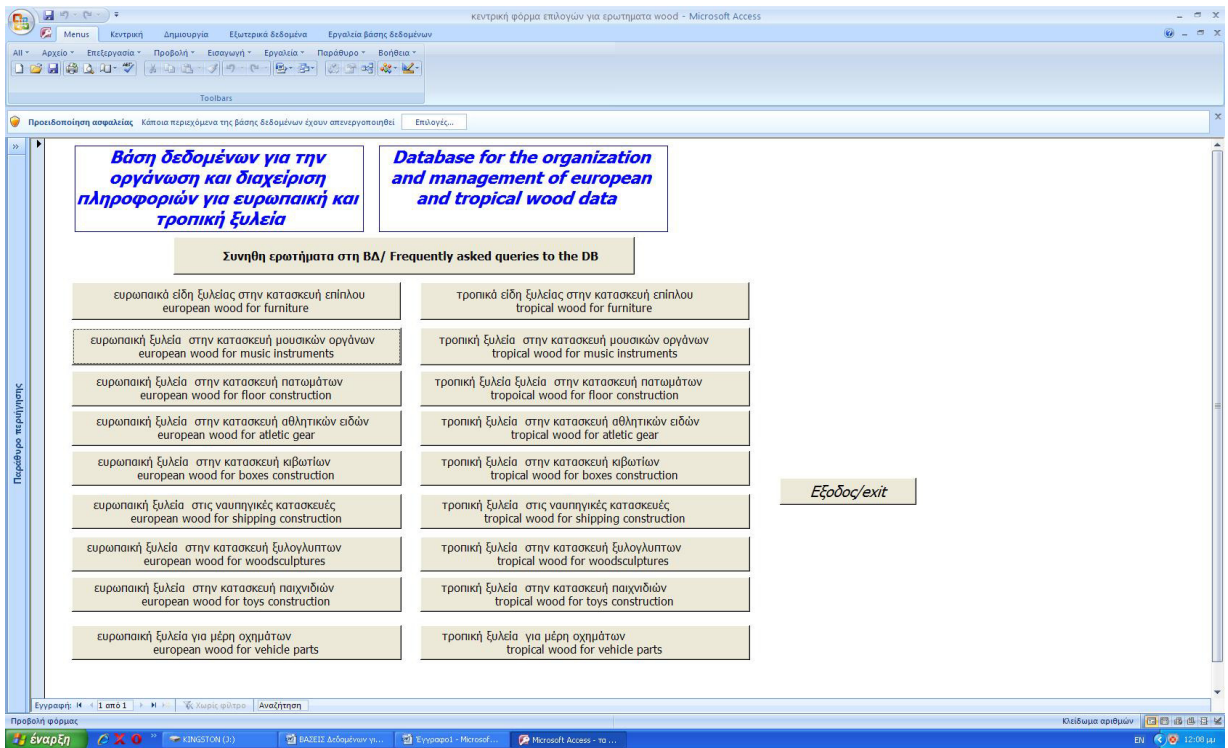 κεντρική φόρμα επιλογών για ερωτηματα wood - Microsoft Access
Menus Κεντρική Δημιουργία Εξωτερικά δεδομένα Εργαλεία βάσης δεδομένων
All Αρχείο Επεξεργασία Προβολή Εισαγωγή Εργαλεία Παράθυρο Βοήθεια
Toolbars
Προειδοποίηση ασφαλείας Κάποια περιεχόμενα της βάσης δεδομένων έχουν απενεργοποιηθεί Επιλογές...
Παράθυρο περιήγησης
Βάση δεδομένων για την
οργάνωση και διαχείριση
πληροφοριών για ευρωπαική και
τροπική ξυλεία
Database for the organization
and management of european
and tropical wood data
Συνηθη ερωτήματα στη ΒΔ/ Frequently asked queries to the DB
ευρωπαικά είδη ξυλείας στην κατασκευή επίπλου
european wood for furniture
τροπικά είδη ξυλείας στην κατασκευή επίπλου
tropical wood for furniture
ευρωπαική ξυλεία στην κατασκευή μουσικών οργάνων
european wood for music instruments
τροπική ξυλεία στην κατασκευή μουσικών οργάνων
tropical wood for music instruments
ευρωπαική ξυλεία στην κατασκευή πατωμάτων
european wood for floor construction
τροπική ξυλεία ξυλεία στην κατασκευή πατωμάτων
tropoical wood for floor construction
ευρωπαική ξυλεία στην κατασκευή αθλητικών ειδών
european wood for atletic gear
τροπική ξυλεία στην κατασκευή αθλητικών ειδών
tropical wood for atletic gear
ευρωπαική ξυλεία στην κατασκευή κιβωτίων
european wood for boxes construction
τροπική ξυλεία στην κατασκευή κιβωτίων
tropical wood for boxes construction
Εξοδος/exit
ευρωπαική ξυλεία στις ναυπηγικές κατασκευές
european wood for shipping construction
τροπική ξυλεία στις ναυπηγικές κατασκευές
tropical wood for shipping construction
ευρωπαική ξυλεία στην κατασκευή ξυλογλυπτων
european wood for woodsculptures
τροπική ξυλεία στην κατασκευή ξυλογλυπτων
tropical wood for woodsculptures
ευρωπαική ξυλεία στην κατασκευή παιχνιδιών
european wood for toys construction
τροπική ξυλεία στην κατασκευή παιχνιδιών
tropical wood for toys construction
ευρωπαική ξυλεία για μέρη οχημάτων
european wood for vehicle parts
τροπική ξυλεία για μέρη οχημάτων
tropical wood for vehicle parts
Εγγραφή: 1 από 1 Χωρίς φίλτρο Αναζήτηση
Προβολή φόρμας Κλείδωμα αριθμών
έναρξη KINGSTON (J:) ΒΑΣΕΙΣ Δεδομένων γι... Έγγραφο1 - Microsof... Microsoft Access - τα ... EN 12:08 μμ